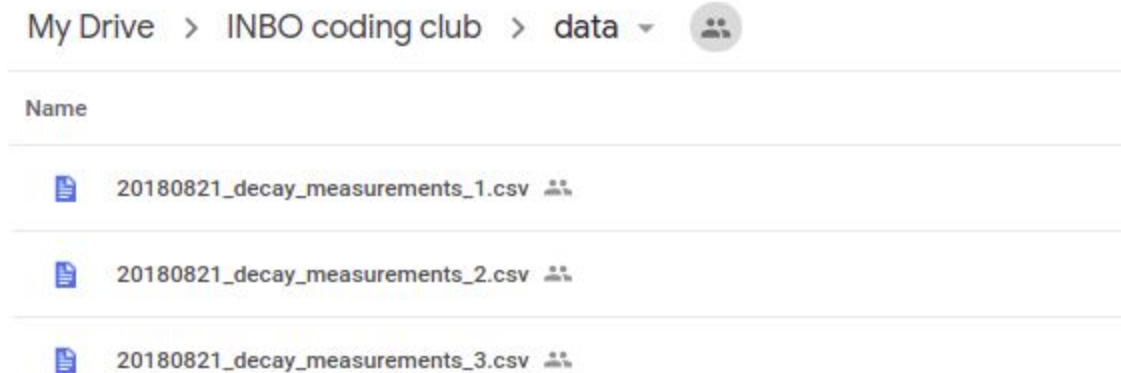 My Drive > INBO coding club > data
Name
20180821_decay_measurements_1.csv
20180821_decay_measurements_2.csv
20180821_decay_measurements_3.csv